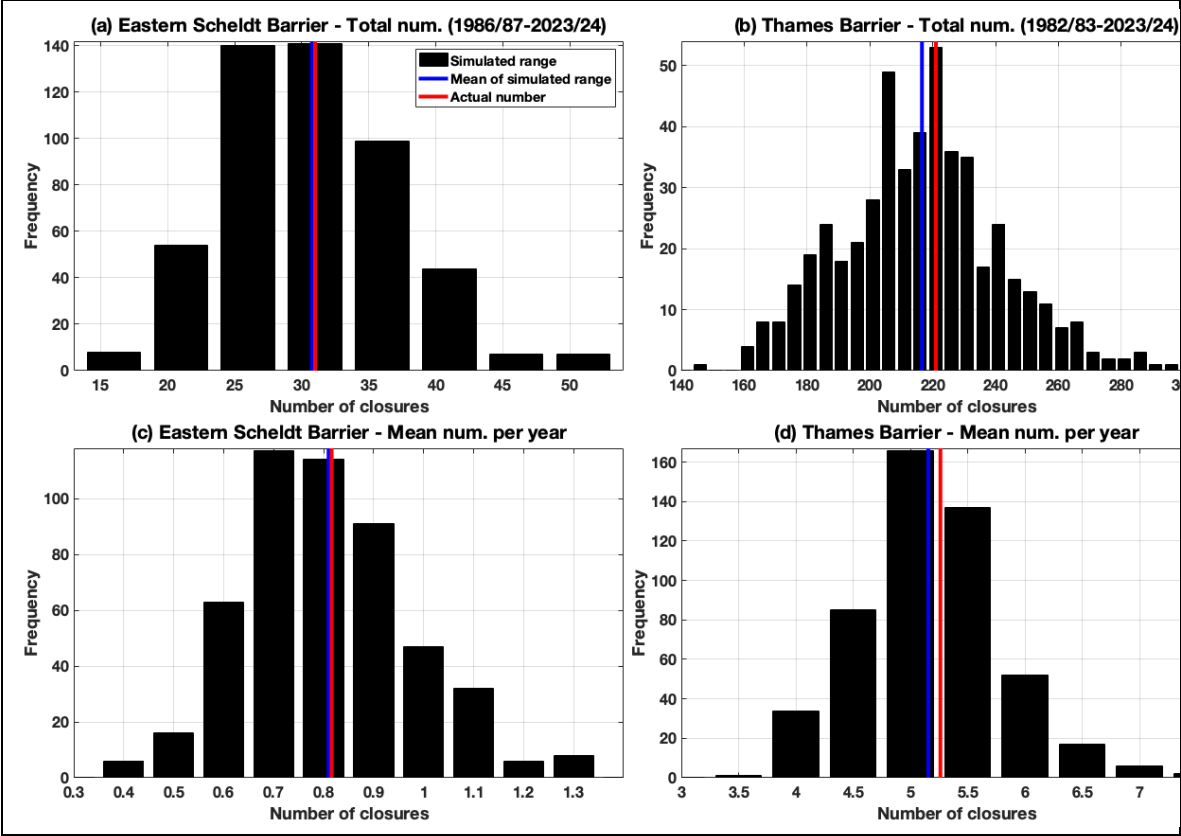 (a) Eastern Scheldt Barrier - Total num. (1986/87-2023/24)
140
120
100
80
60
40
20
0
Frequency
Simulated range
Mean of simulated range
Actual number
15 20 25 30 35 40 45 50
Number of closures
(b) Thames Barrier - Total num. (1982/83-2023/24)
50
40
30
20
10
0
Frequency
140 160 180 200 220 240 260 280
Number of closures
(c) Eastern Scheldt Barrier - Mean num. per year
100
80
60
40
20
0
Frequency
0.3 0.4 0.5 0.6 0.7 0.8 0.9 1 1.1 1.2 1.3
Number of closures
(d) Thames Barrier - Mean num. per year
160
140
120
100
80
60
40
20
0
Frequency
3 3.5 4 4.5 5 5.5 6 6.5 7
Number of closures